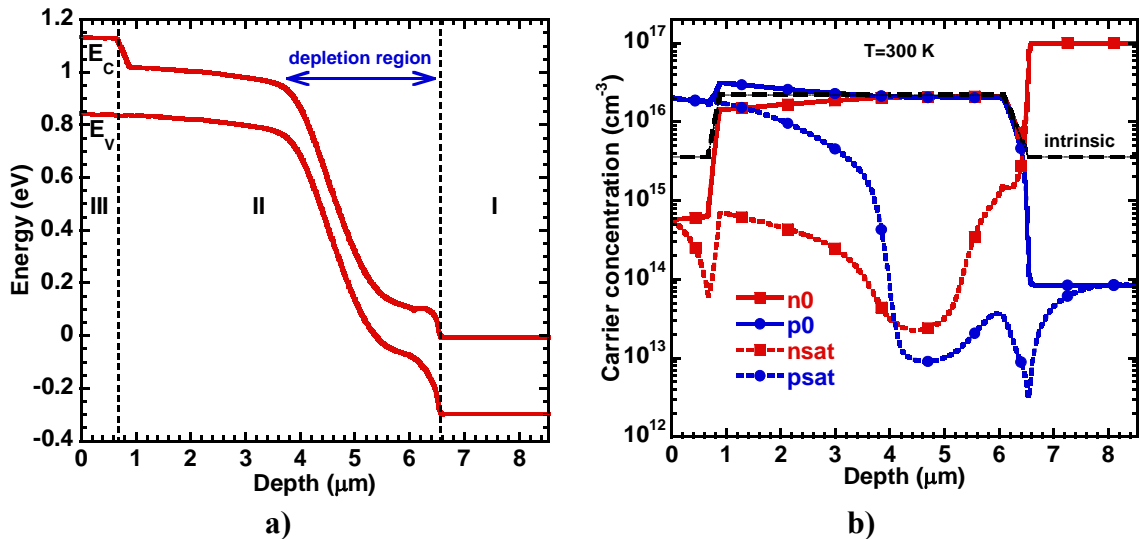 1.2
1
0.8
0.6
0.4
0.2
0
-0.2
-0.4
Energy (eV)
E_C
E_V
depletion region
III
II
I
0 1 2 3 4 5 6 7 8
Depth (μm)
a)
10^17
10^16
10^15
10^14
10^13
10^12
Carrier concentration (cm^-3)
T=300 K
intrinsic
n0
p0
nsat
psat
0 1 2 3 4 5 6 7 8
Depth (μm)
b)